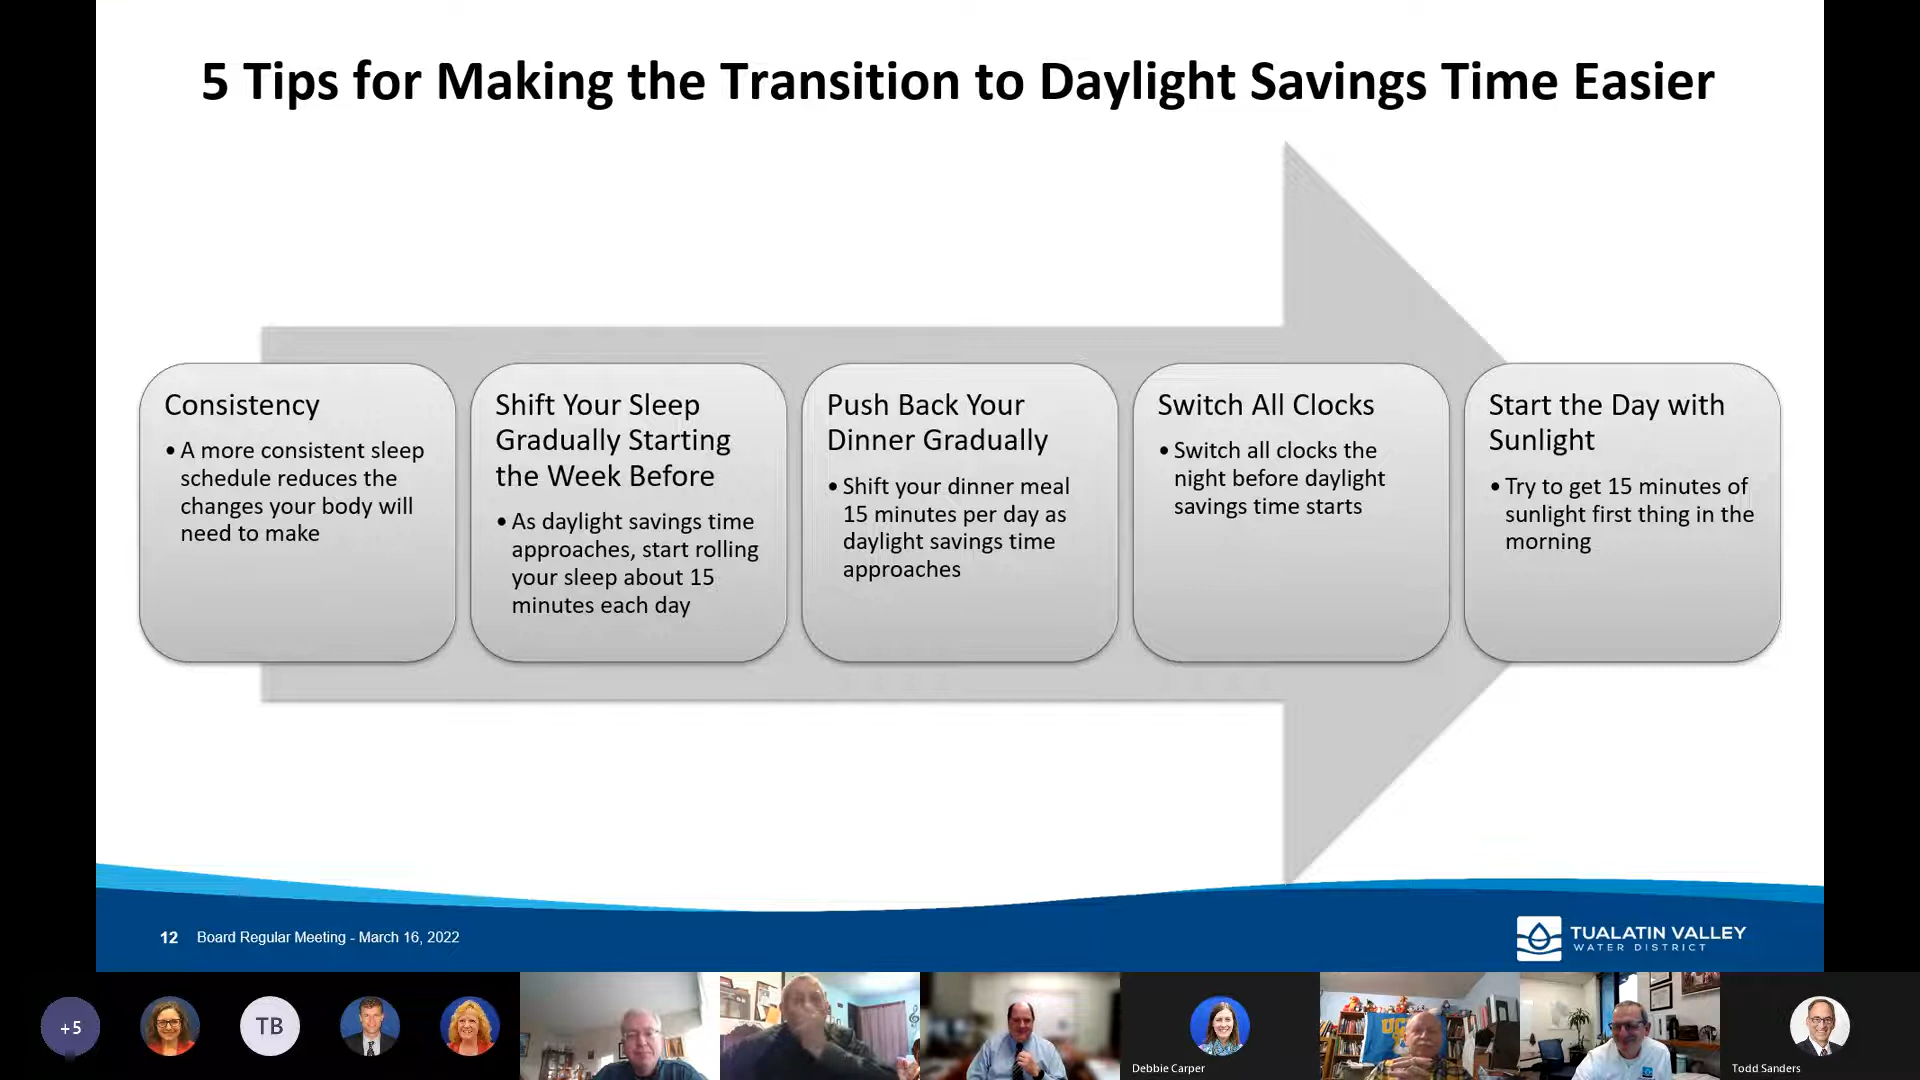 5 Tips for Making the Transition to Daylight Savings Time Easier
Consistency
• A more consistent sleep
schedule reduces the
changes your body will
need to make
Shift Your Sleep
Gradually Starting
the Week Before
• As daylight savings time
approaches, start rolling
your sleep about 15
minutes each day
Push Back Your
Dinner Gradually
• Shift your dinner meal
15 minutes per day as
daylight savings time
approaches
Switch All Clocks
• Switch all clocks the
night before daylight
savings time starts
Start the Day with
Sunlight
• Try to get 15 minutes of
sunlight first thing in the
morning
12 Board Regular Meeting - March 16, 2022
TUALATIN VALLEY
WATER DISTRICT
+5
TB
UC
Debbie Carper
Todd Sanders